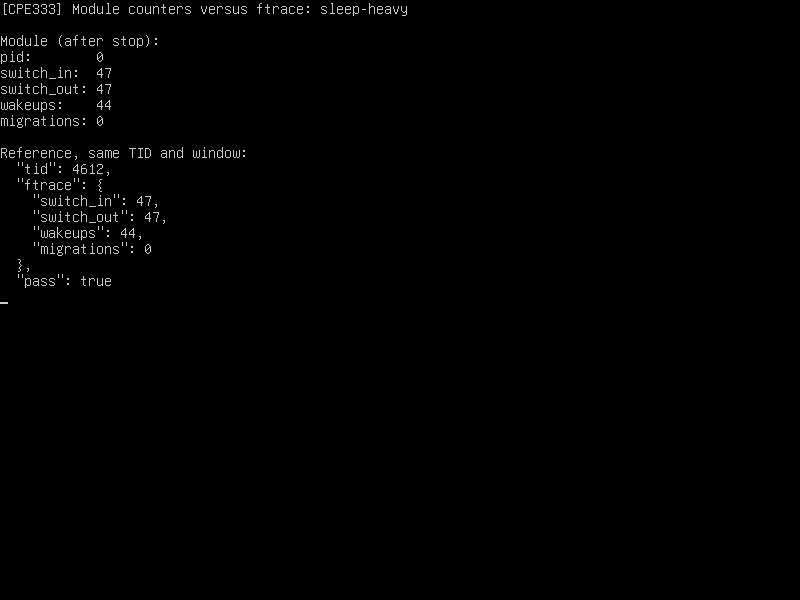 [CPE333] Module counters versus ftrace: sleep-heavy
Module (after stop):
pid:        0
switch_in:  47
switch_out: 47
wakeups:    44
migrations: 0
Reference, same TID and window:
  "tid": 4612,
  "ftrace": {
    "switch_in": 47,
    "switch_out": 47,
    "wakeups": 44,
    "migrations": 0
  },
  "pass": true